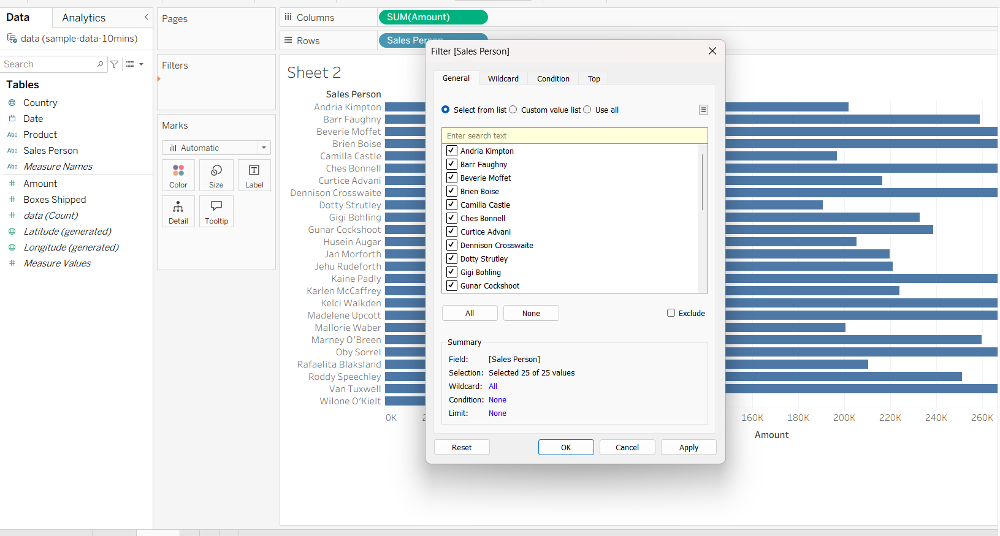 Data
Analytics
data (sample-data-10mins)
Search
Tables
Country
Date
Abc Product
Abc Sales Person
Abc Measure Names
Amount
Boxes Shipped
data (Count)
Latitude (generated)
Longitude (generated)
Measure Values
Pages
Filters
Marks
Automatic
Color Size Label
Detail Tooltip
Columns SUM(Amount)
Rows Sales Person
Sheet 2
Sales Person
Andria Kimpton
Barr Faughny
Beverie Moffet
Brien Boise
Camilla Castle
Ches Bonnell
Curtice Advani
Dennison Crosswaite
Dotty Strutley
Gigi Bohling
Gunar Cockshoot
Husein Augar
Jan Morforth
Jehu Rudeforth
Kaine Padly
Karlen McCaffrey
Kelci Walkden
Madelene Upcott
Mallorie Waber
Marney O'Breen
Oby Sorrel
Rafaelita Blaksland
Roddy Speechley
Van Tuxwell
Wilone O'Kielt
0K 160K 180K 200K 220K 240K 260K
Amount
Filter [Sales Person]
General Wildcard Condition Top
Select from list Custom value list Use all
Enter search text
Andria Kimpton
Barr Faughny
Beverie Moffet
Brien Boise
Camilla Castle
Ches Bonnell
Curtice Advani
Dennison Crosswaite
Dotty Strutley
Gigi Bohling
Gunar Cockshoot
All None Exclude
Summary
Field: [Sales Person]
Selection: Selected 25 of 25 values
Wildcard: All
Condition: None
Limit: None
Reset OK Cancel Apply